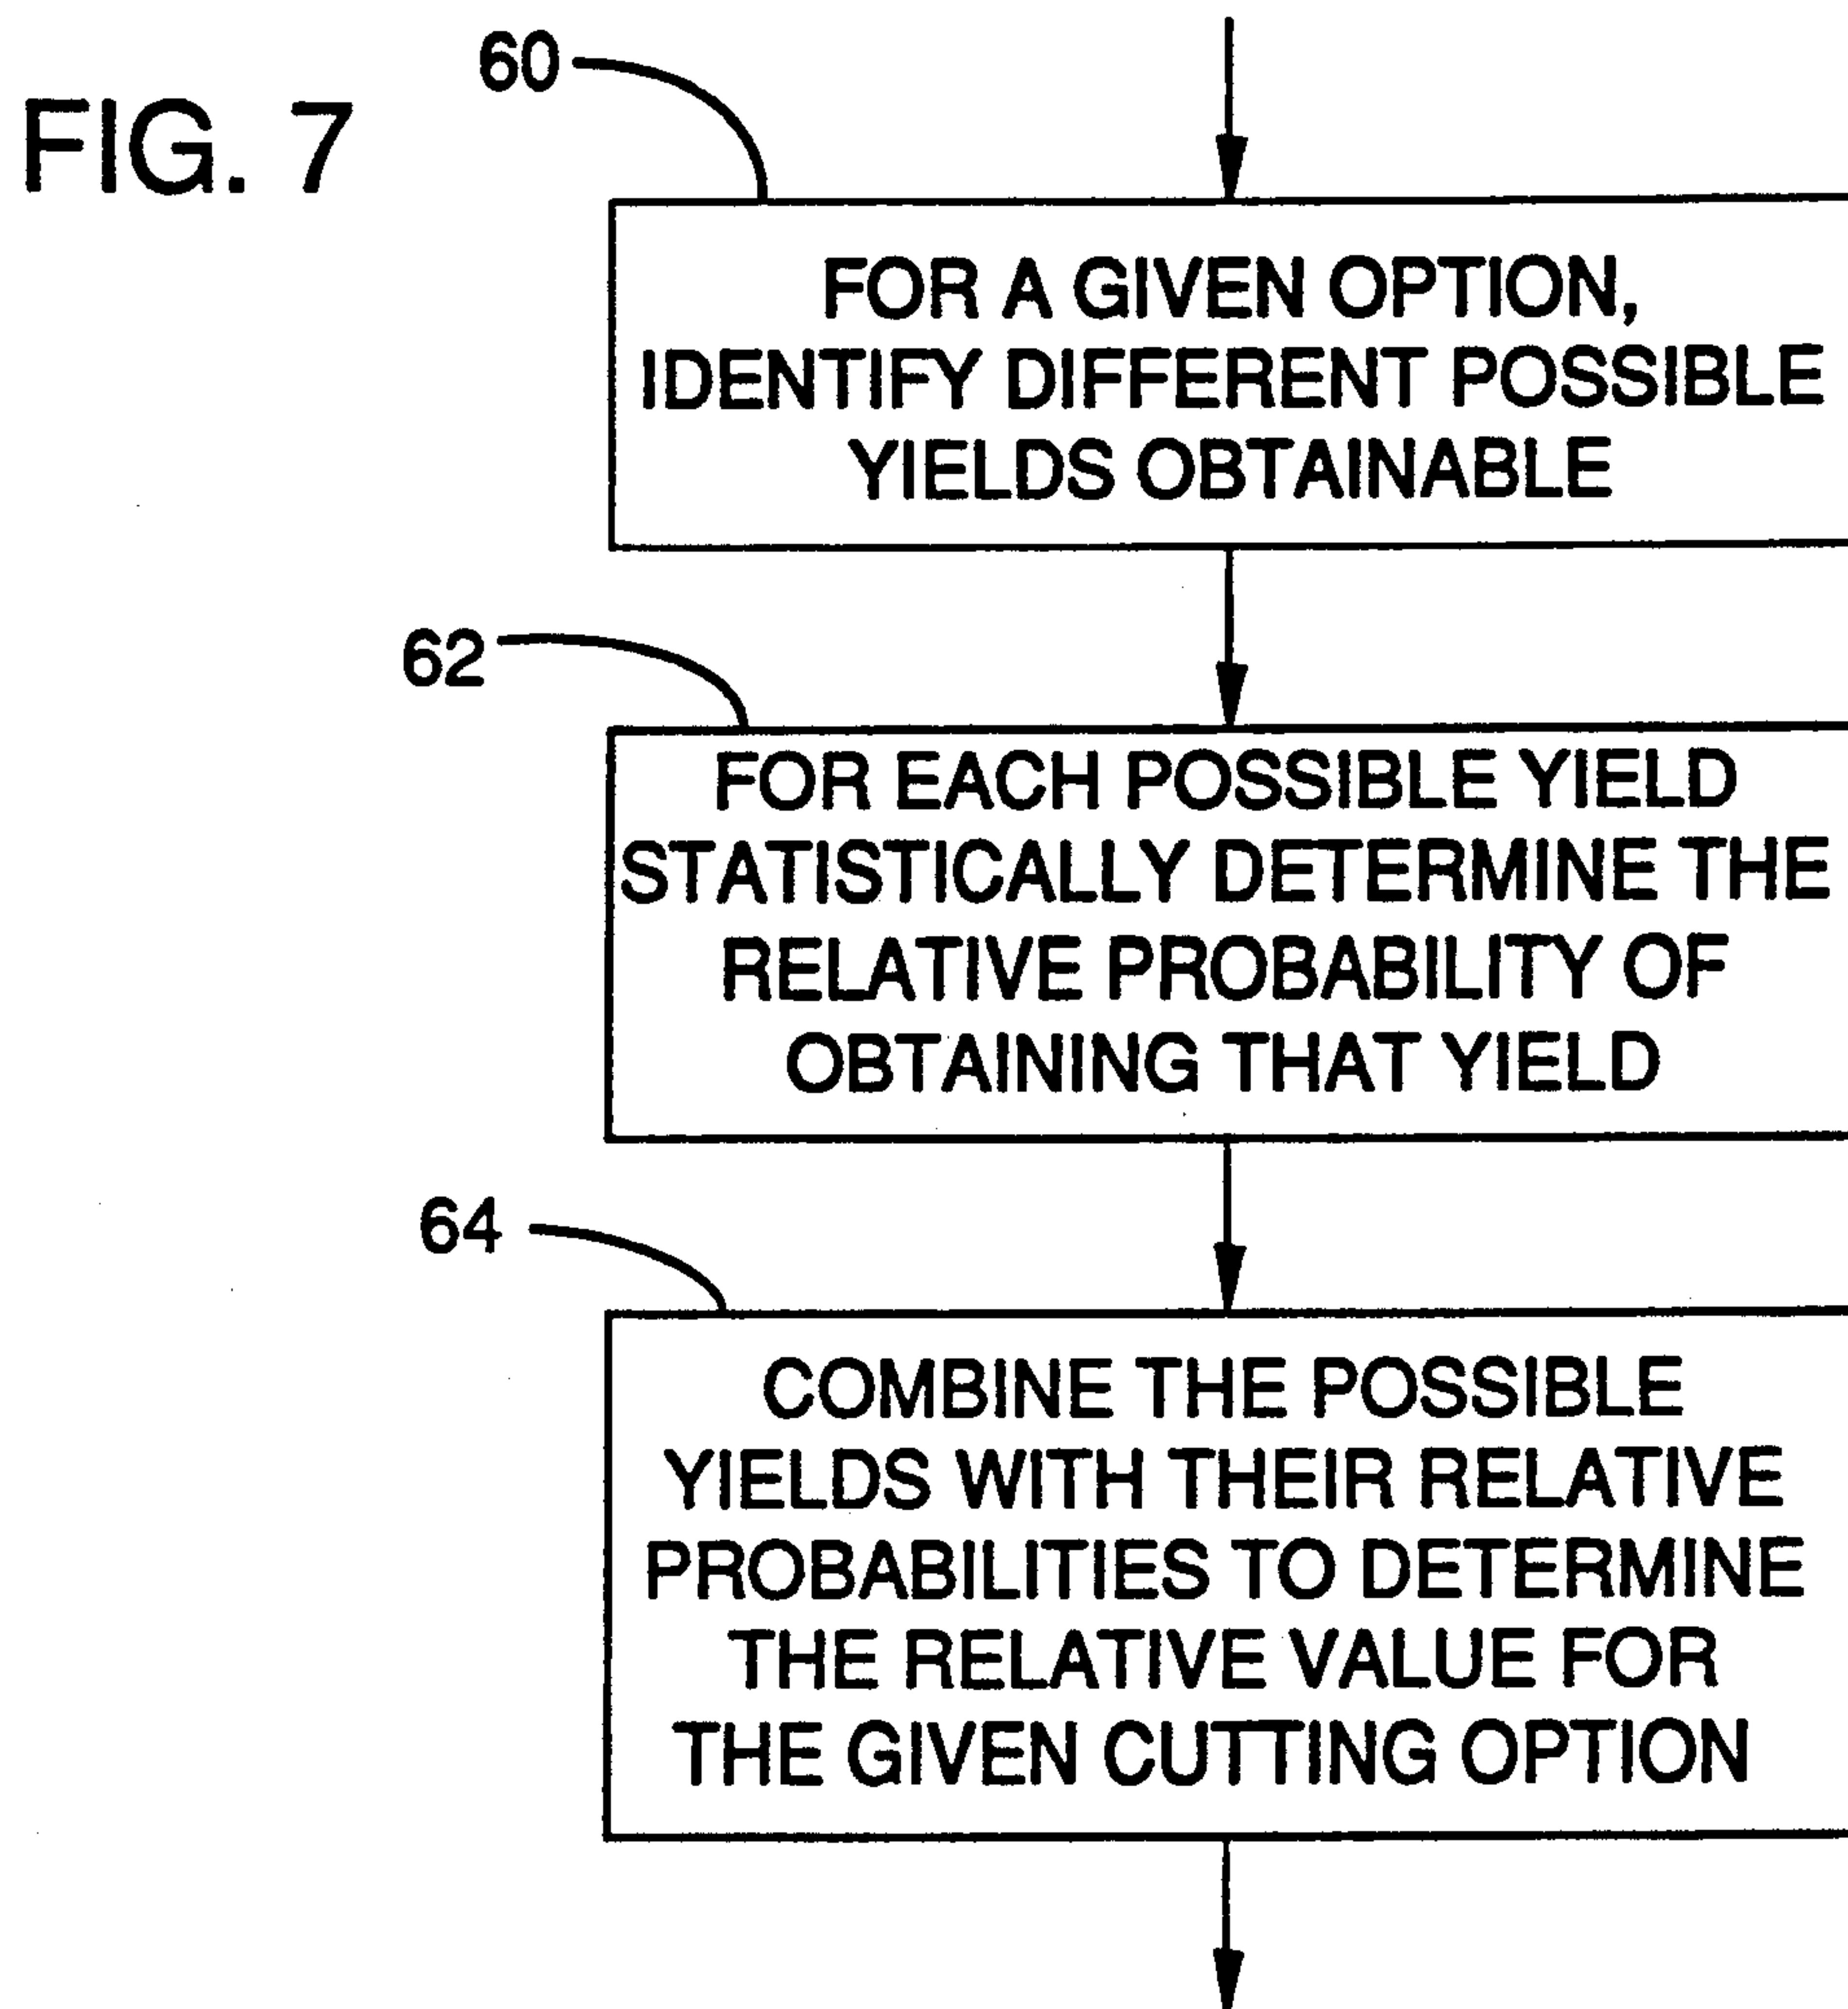 FIG. 7
60
FOR A GIVEN OPTION,
IDENTIFY DIFFERENT POSSIBLE
YIELDS OBTAINABLE
62
FOR EACH POSSIBLE YIELD
STATISTICALLY DETERMINE THE
RELATIVE PROBABILITY OF
OBTAINING THAT YIELD
64
COMBINE THE POSSIBLE
YIELDS WITH THEIR RELATIVE
PROBABILITIES TO DETERMINE
THE RELATIVE VALUE FOR
THE GIVEN CUTTING OPTION